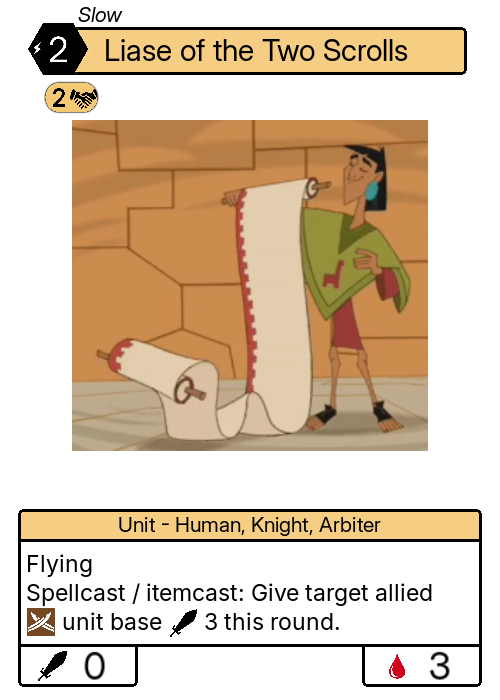 Slow
2 Liase of the Two Scrolls
2
Unit - Human, Knight, Arbiter
Flying
Spellcast / itemcast: Give target allied
unit base 3 this round.
0 3